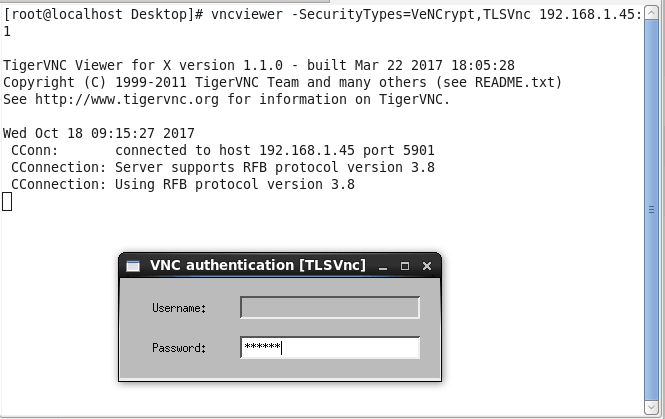 [root@localhost Desktop]# vncviewer -SecurityTypes=VeNCrypt,TLSVnc 192.168.1.45:
1
TigerVNC Viewer for X version 1.1.0 - built Mar 22 2017 18:05:28
Copyright (C) 1999-2011 TigerVNC Team and many others (see README.txt)
See http://www.tigervnc.org for information on TigerVNC.
Wed Oct 18 09:15:27 2017
CConn:       connected to host 192.168.1.45 port 5901
CConnection: Server supports RFB protocol version 3.8
CConnection: Using RFB protocol version 3.8
VNC authentication [TLSVnc]
Username:
Password: ******